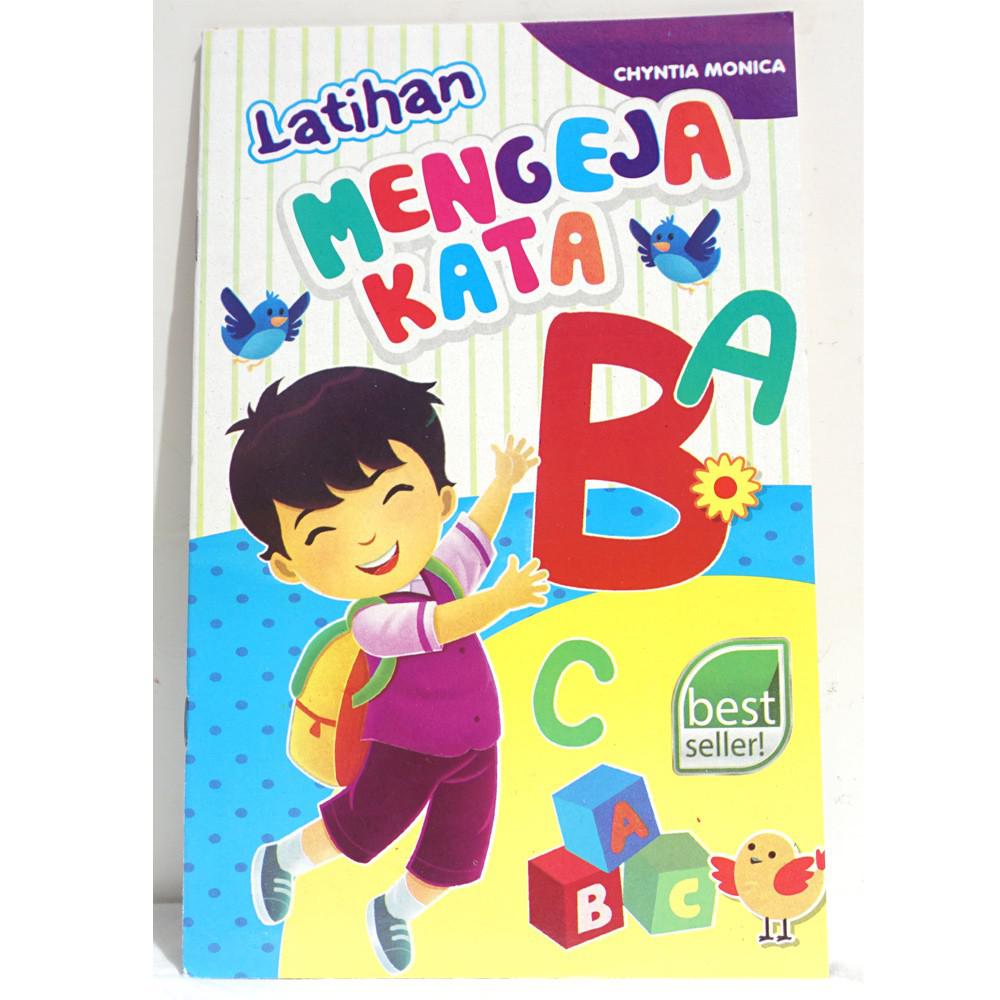 CHYNTIA MONICA
Latihan
MENGEJA
KATA
B A
C
best
seller!
A
B C